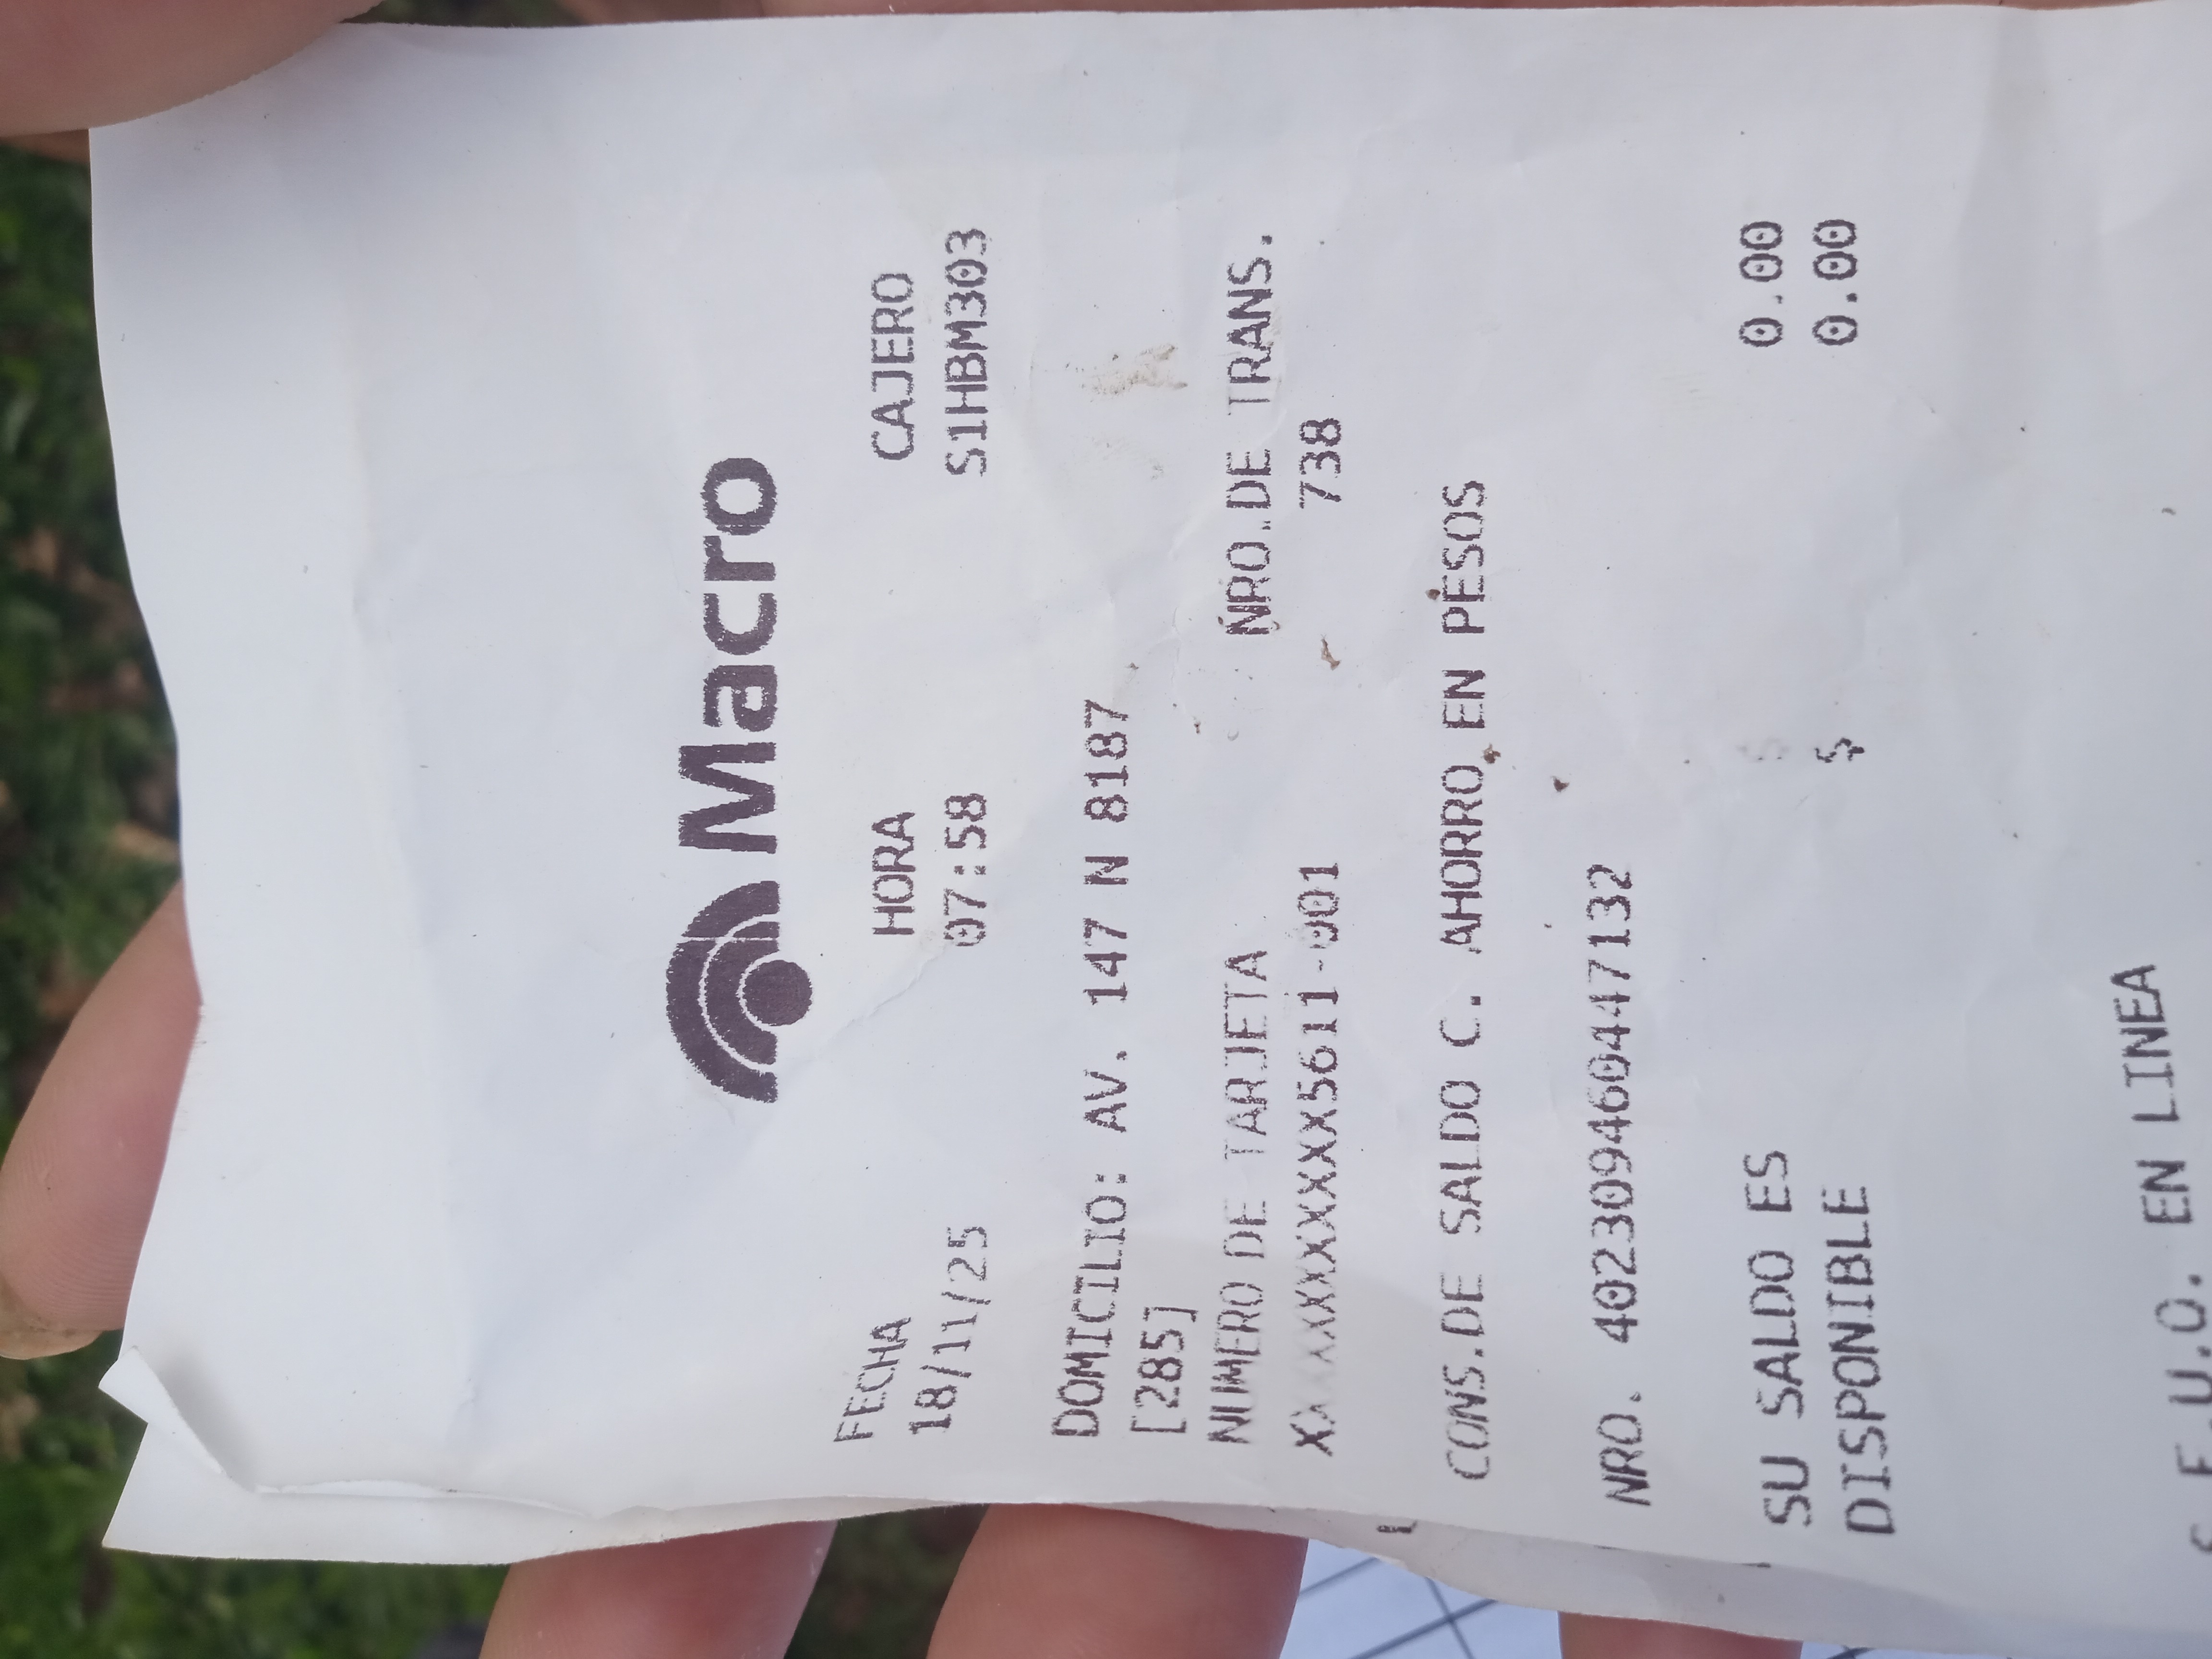 Macro
FECHA HORA CAJERO
18/11/25 07:58 S1HBM303
DOMICILIO: AV. 147 N 8187
[285]
NUMERO DE TARJETA NRO.DE TRANS.
XXXXXXXXXXXX5611-001 738
CONS.DE SALDO C. AHORRO EN PESOS
NRO. 402309460447132
SU SALDO ES $ 0.00
DISPONIBLE $ 0.00
S.E.U.O. EN LINEA